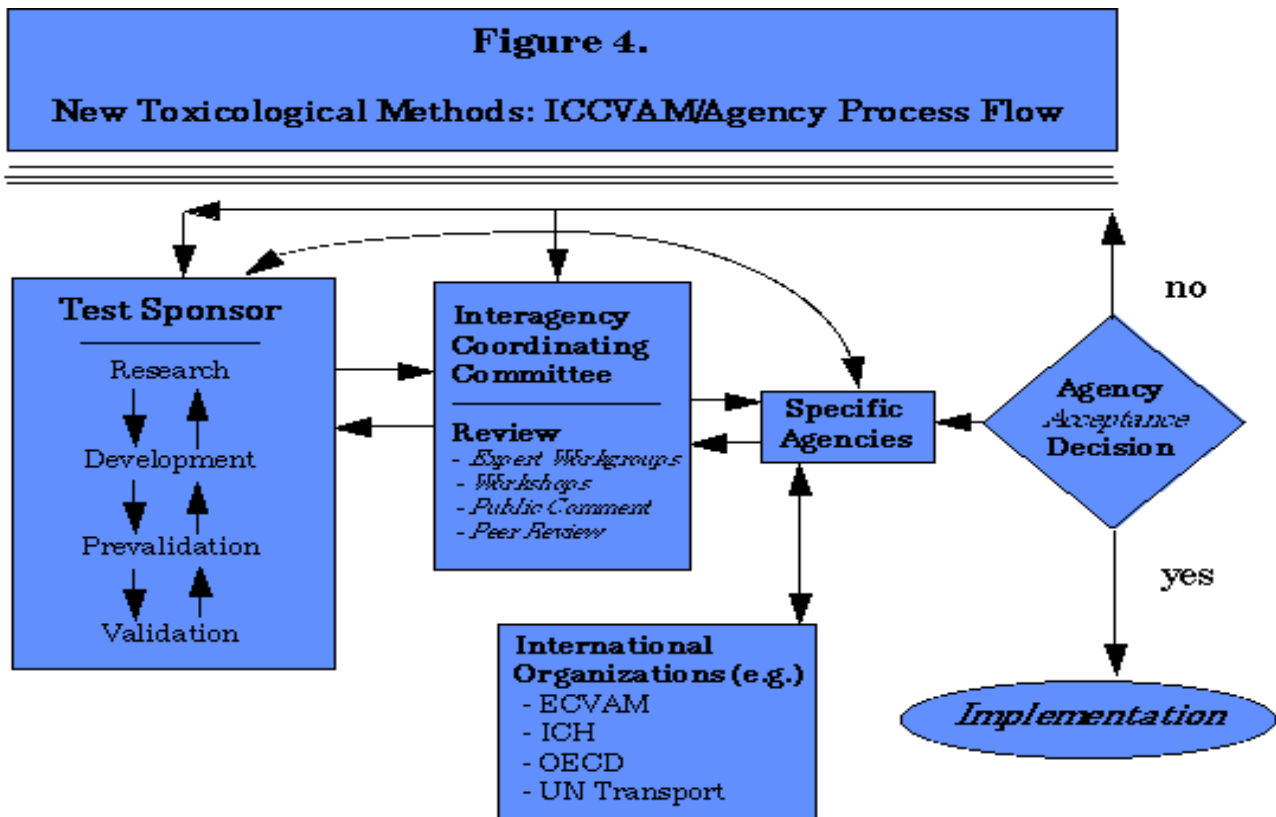 Figure 4.
New Toxicological Methods: ICCVAM/Agency Process Flow
Test Sponsor
Research
Development
Prevalidation
Validation
Interagency
Coordinating
Committee
Review
- Expert Workgroups
- Workshops
- Public Comment
- Peer Review
Specific
Agencies
International
Organizations (e.g.)
- ECVAM
- ICH
- OECD
- UN Transport
no
Agency
Acceptance
Decision
yes
Implementation